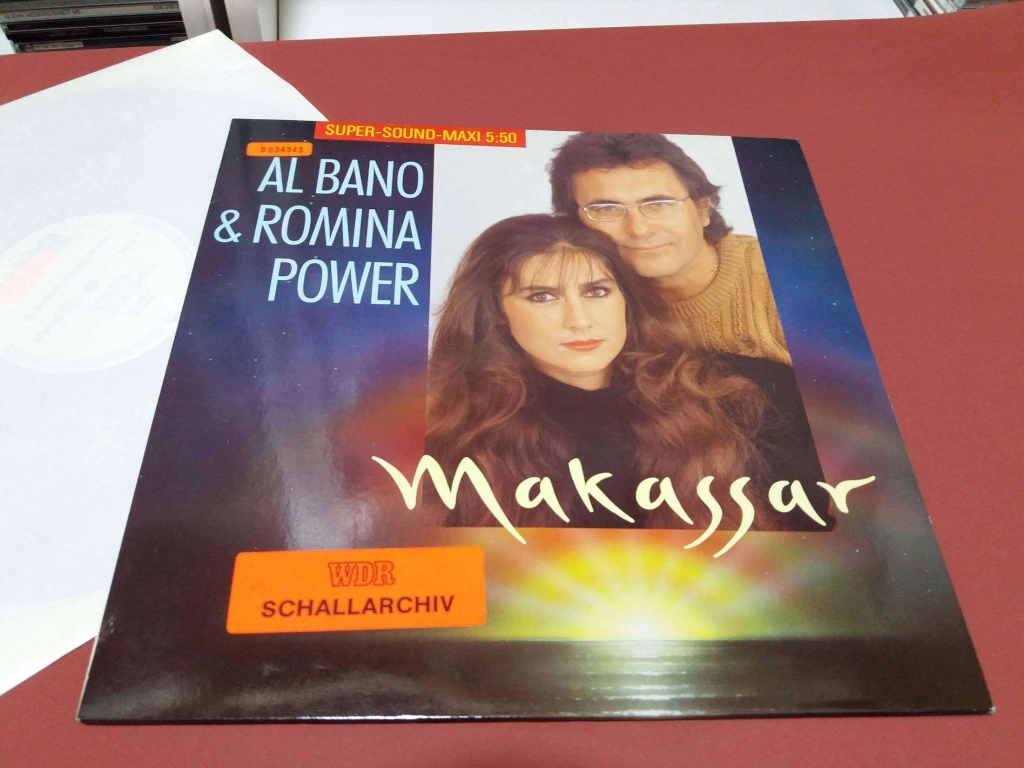 SUPER-SOUND-MAXI 5:50
AL BANO
& ROMINA
POWER
Makassar
WDR
SCHALLARCHIV